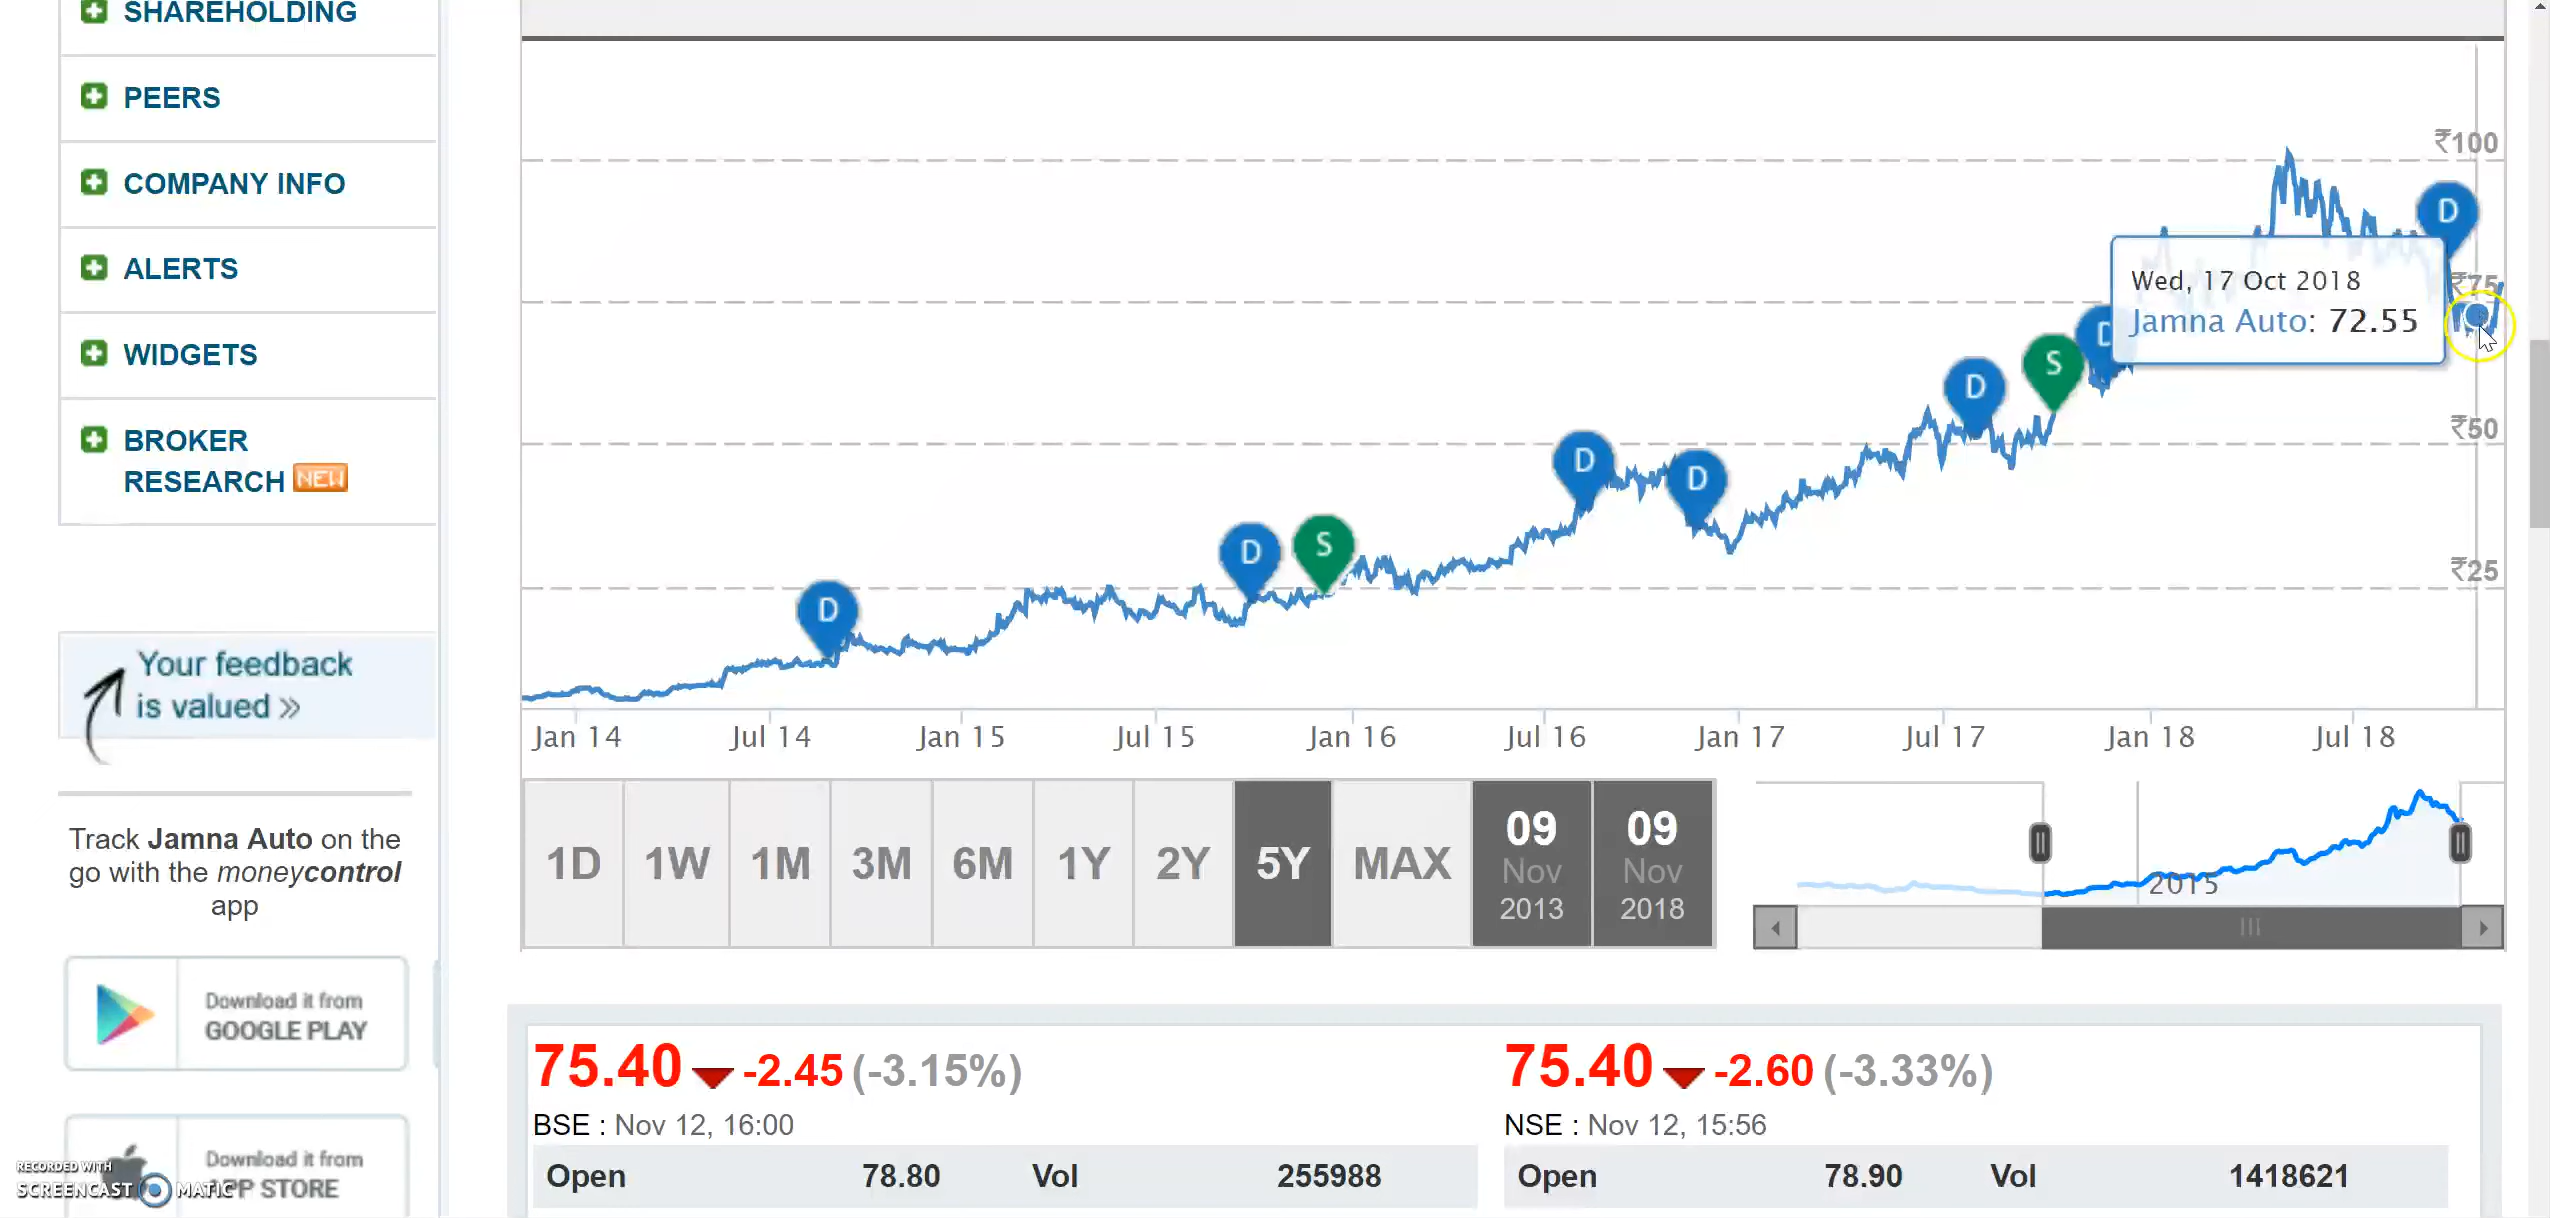 SHAREHOLDING
PEERS
COMPANY INFO
ALERTS
WIDGETS
BROKER
RESEARCH NEW
Your feedback
is valued »
Track Jamna Auto on the
go with the moneycontrol
app
Download it from
GOOGLE PLAY
Download it from
APP STORE
RECORDED WITH
SCREENCAST MATIC
₹100
₹75
₹50
₹25
D
D
S
D
D
D
S
D
D
Wed, 17 Oct 2018
Jamna Auto: 72.55
Jan 14 Jul 14 Jan 15 Jul 15 Jan 16 Jul 16 Jan 17 Jul 17 Jan 18 Jul 18
1D 1W 1M 3M 6M 1Y 2Y 5Y MAX
09
Nov
2013
09
Nov
2018
2015
75.40 -2.45 (-3.15%)
BSE : Nov 12, 16:00
Open 78.80 Vol 255988
75.40 -2.60 (-3.33%)
NSE : Nov 12, 15:56
Open 78.90 Vol 1418621